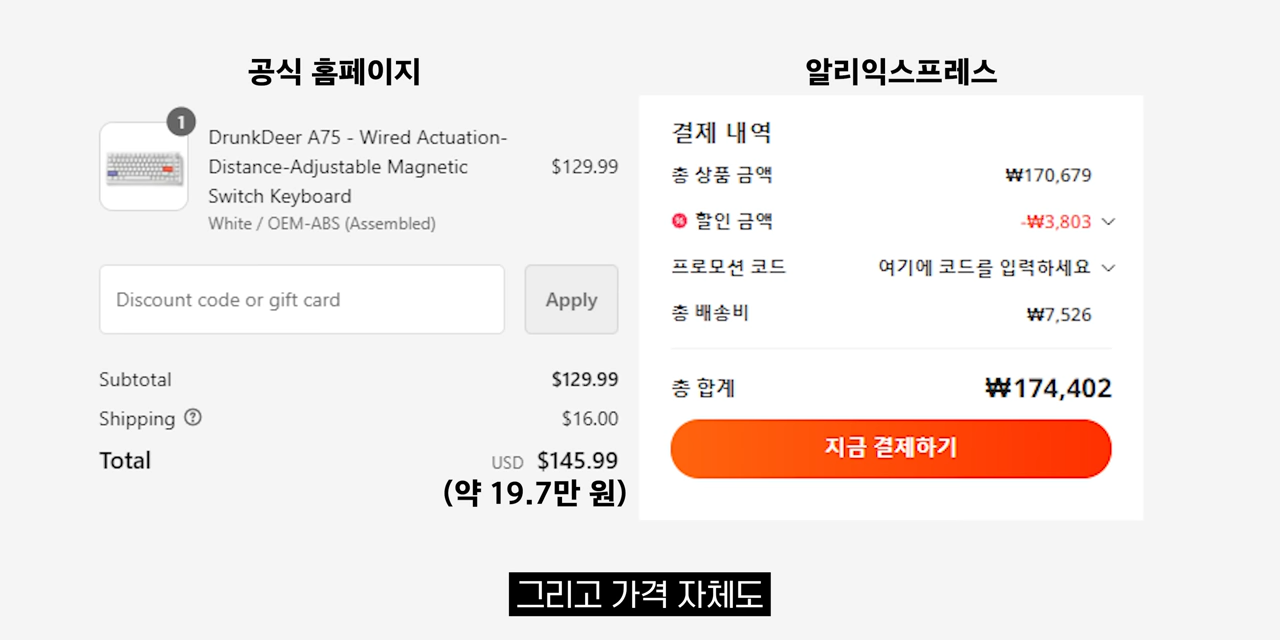 공식 홈페이지
1
DrunkDeer A75 - Wired Actuation-
Distance-Adjustable Magnetic
Switch Keyboard
$129.99
White / OEM-ABS (Assembled)
Discount code or gift card
Apply
Subtotal $129.99
Shipping ? $16.00
Total USD $145.99
(약 19.7만 원)
알리익스프레스
결제 내역
총 상품 금액 ₩170,679
% 할인 금액 -₩3,803
프로모션 코드 여기에 코드를 입력하세요
총 배송비 ₩7,526
총 합계 ₩174,402
지금 결제하기
그리고 가격 자체도